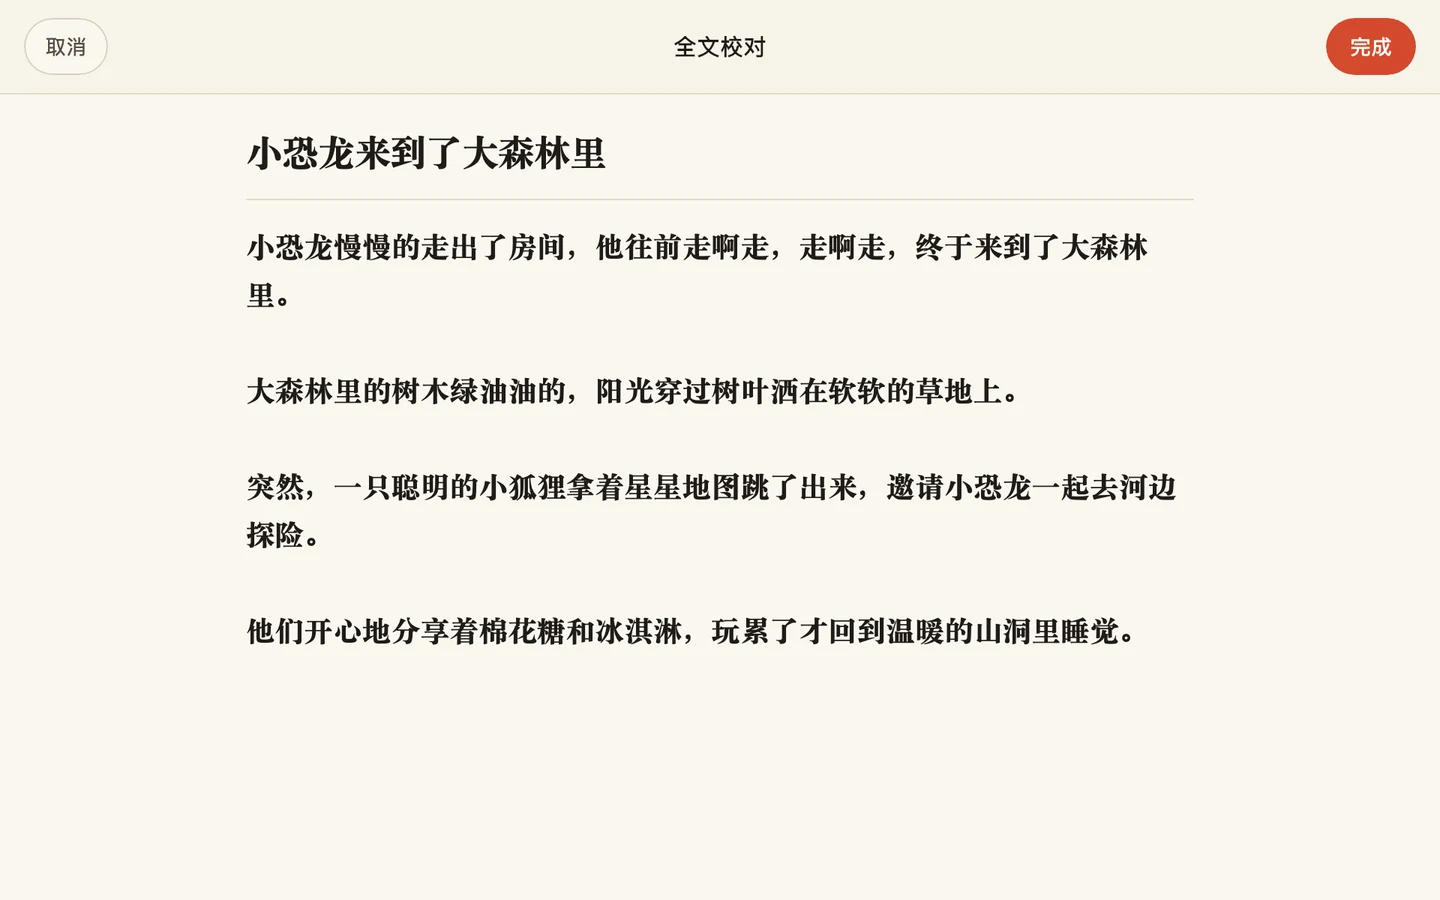 取消
全文校对
完成
小恐龙来到了大森林里
小恐龙慢慢的走出了房间，他往前走啊走，走啊走，终于来到了大森林
里。
大森林里的树木绿油油的，阳光穿过树叶洒在软软的草地上。
突然，一只聪明的小狐狸拿着星星地图跳了出来，邀请小恐龙一起去河边
探险。
他们开心地分享着棉花糖和冰淇淋，玩累了才回到温暖的山洞里睡觉。